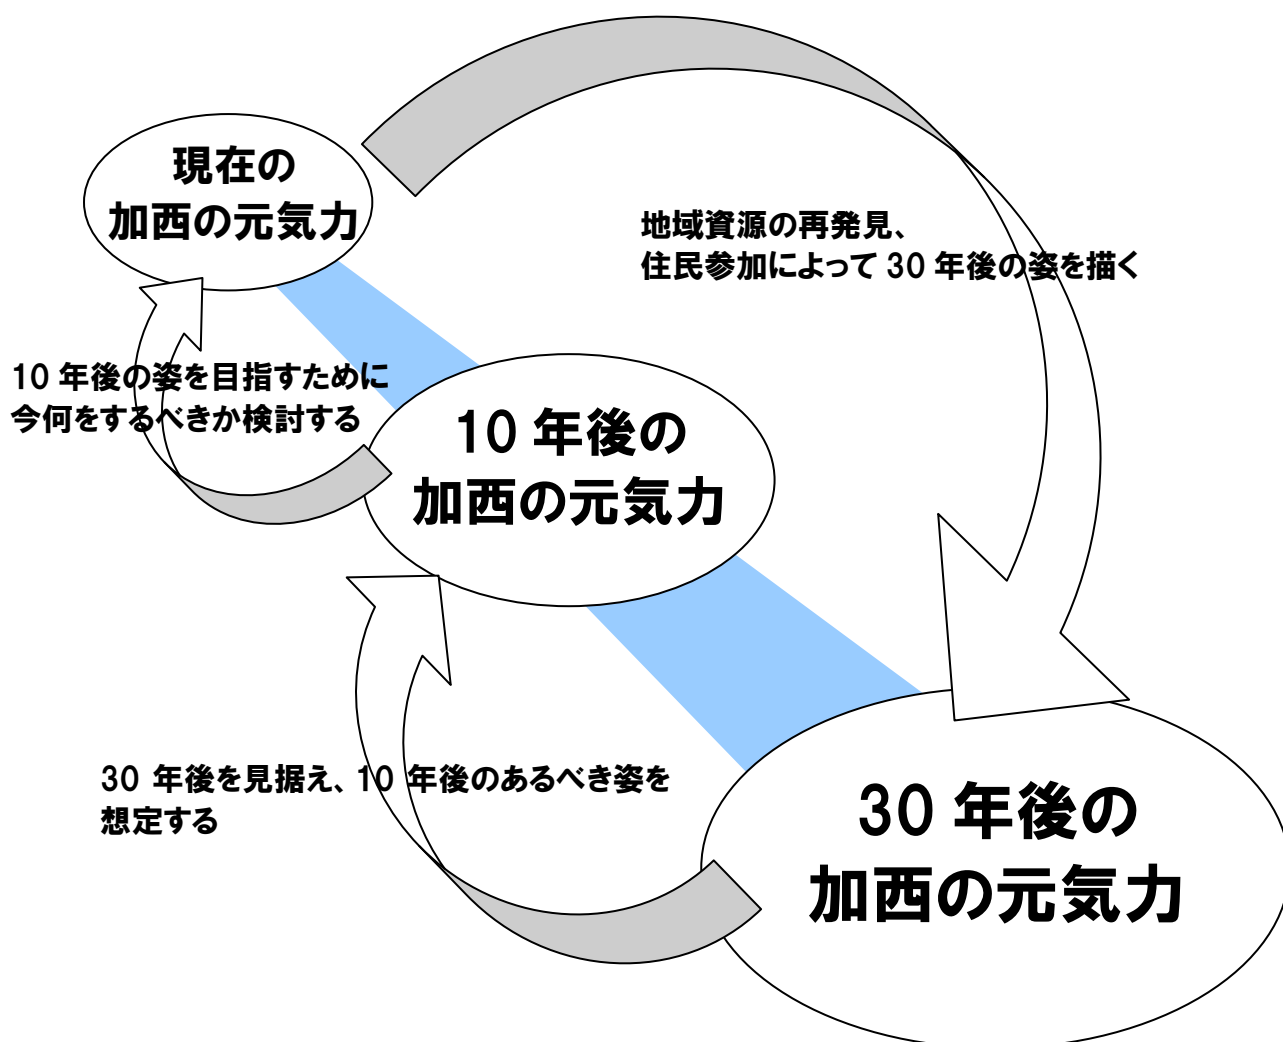 現在の
加西の元気力
地域資源の再発見、
住民参加によって 30 年後の姿を描く
10 年後の姿を目指すために
今何をするべきか検討する
10 年後の
加西の元気力
30 年後を見据え、10 年後のあるべき姿を
想定する
30 年後の
加西の元気力